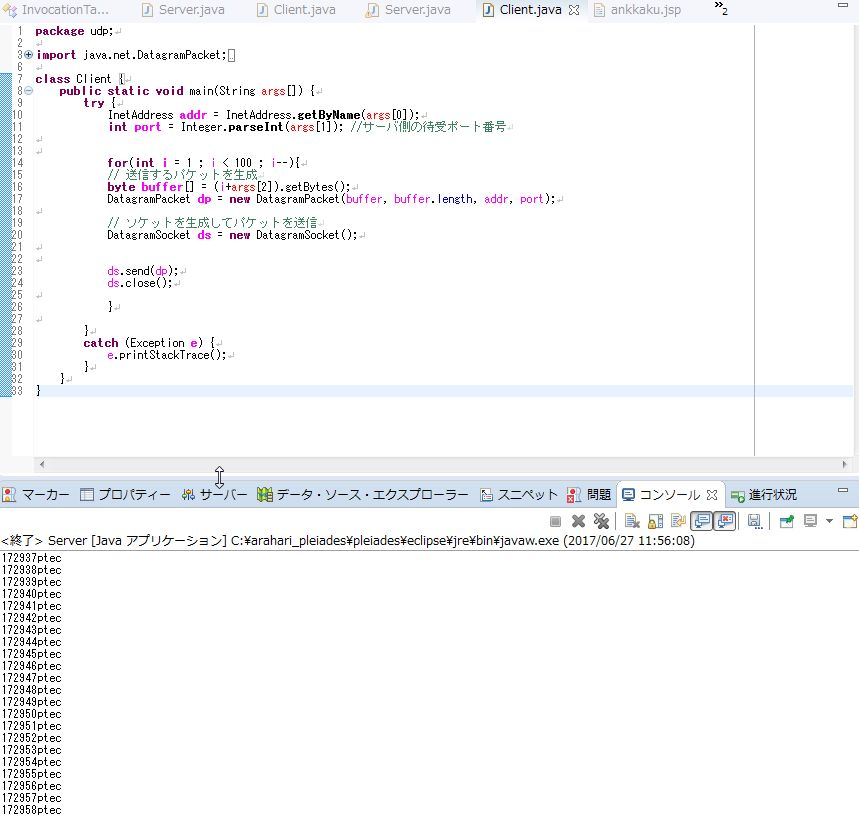 InvocationTa... Server.java Client.java Server.java Client.java ankkaku.jsp »2
1 package udp;
2
3 import java.net.DatagramPacket;
6
7 class Client {
8 public static void main(String args[]) {
9 try {
10 InetAddress addr = InetAddress.getByName(args[0]);
11 int port = Integer.parseInt(args[1]); //サーバ側の待受ポート番号
12
13
14 for(int i = 1 ; i < 100 ; i--){
15 // 送信するパケットを生成
16 byte buffer[] = (i+args[2]).getBytes();
17 DatagramPacket dp = new DatagramPacket(buffer, buffer.length, addr, port);
18
19 // ソケットを生成してパケットを送信
20 DatagramSocket ds = new DatagramSocket();
21
22
23 ds.send(dp);
24 ds.close();
25
26 }
27
28 }
29 catch (Exception e) {
30 e.printStackTrace();
31 }
32 }
33 }
マーカー プロパティー サーバー データ・ソース・エクスプローラー スニペット 問題 コンソール 進行状況
<終了> Server [Java アプリケーション] C:¥arahari_pleiades¥pleiades¥eclipse¥jre¥bin¥javaw.exe (2017/06/27 11:56:08)
172937ptec
172938ptec
172939ptec
172940ptec
172941ptec
172942ptec
172943ptec
172944ptec
172945ptec
172946ptec
172947ptec
172948ptec
172949ptec
172950ptec
172951ptec
172952ptec
172953ptec
172954ptec
172955ptec
172956ptec
172957ptec
172958ptec